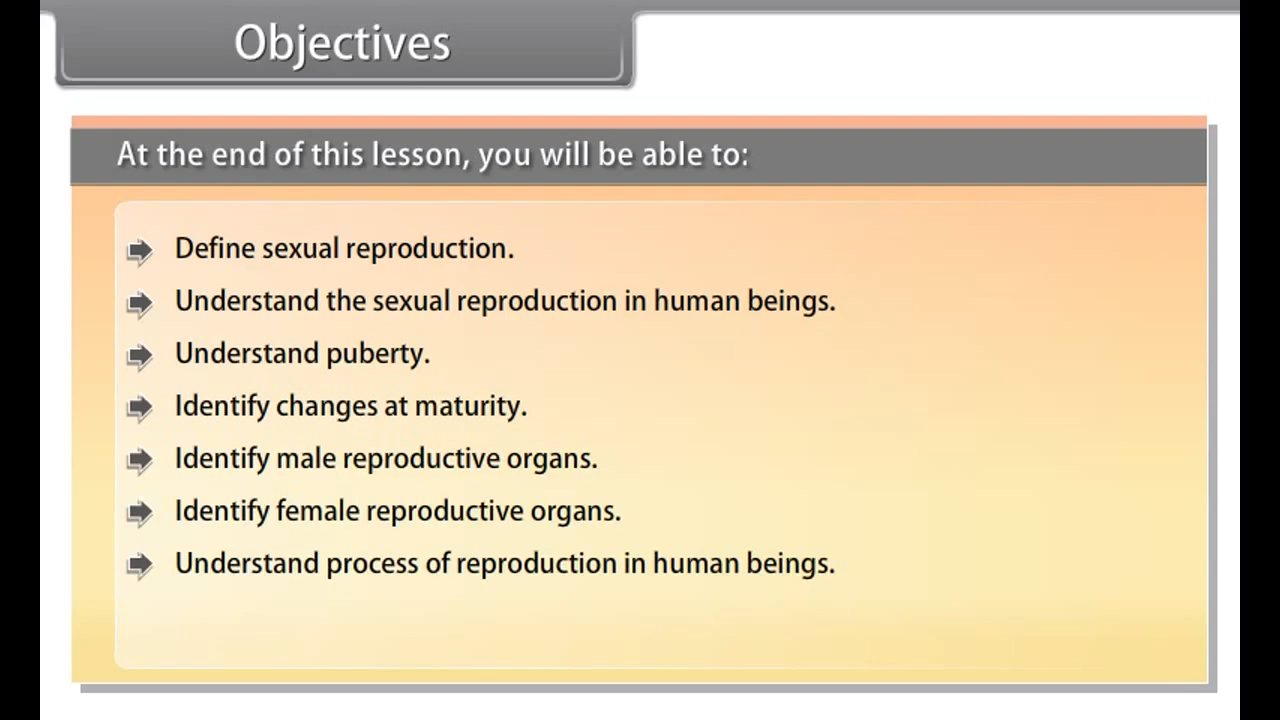 Objectives
At the end of this lesson, you will be able to:
Define sexual reproduction.
Understand the sexual reproduction in human beings.
Understand puberty.
Identify changes at maturity.
Identify male reproductive organs.
Identify female reproductive organs.
Understand process of reproduction in human beings.